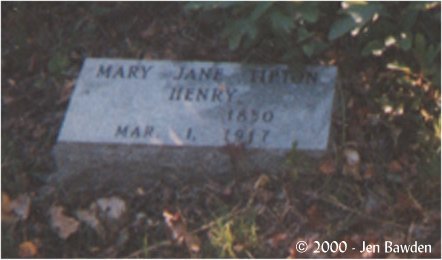 MARY JANE TIPTON
HENRY
1850
MAR. 1, 1917
© 2000 - Jen Bawden